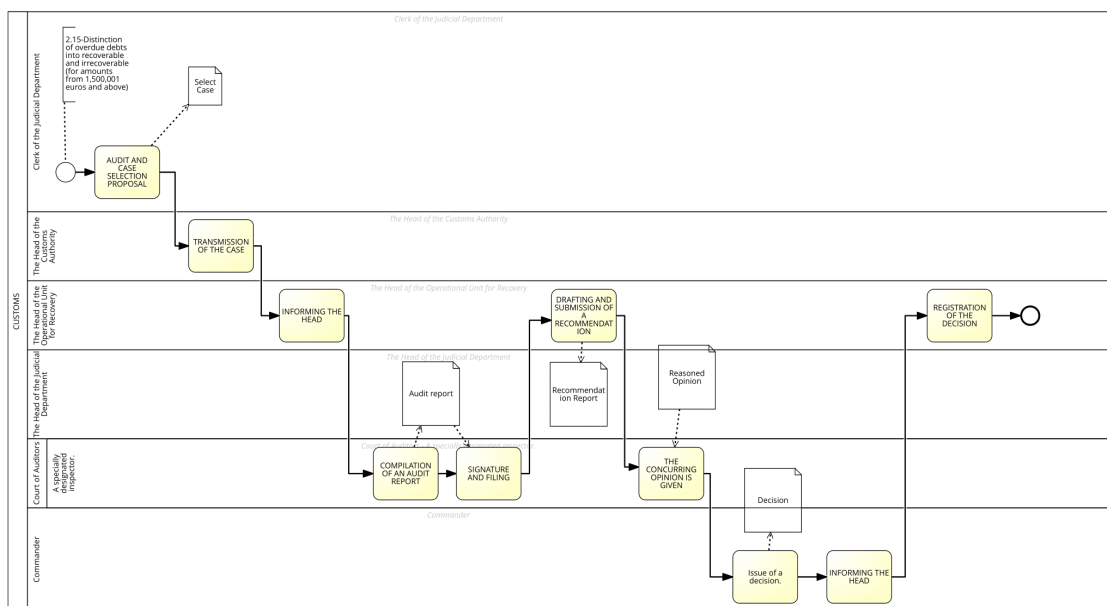 Clerk of the Judicial Department
CUSTOMS
Clerk of the Judicial Department
2.15-Distinction
of overdue debts
into recoverable
and irrecoverable
(for amounts
from 1,500,001
euros and above)
Select
Case
AUDIT AND
CASE
SELECTION
PROPOSAL
The Head of the Customs Authority
The Head of the
Customs
Authority
TRANSMISSION
OF THE CASE
The Head of the Operational Unit for Recovery
The Head of the
Operational Unit
for Recovery
INFORMING THE
HEAD
DRAFTING AND
SUBMISSION OF
A
RECOMMENDAT
ION
REGISTRATION
OF THE
DECISION
The Head of the Judicial Department
The Head of the Judicial
Department
Audit report
Recommendat
ion Report
Reasoned
Opinion
Court of Auditors
A specially
designated
inspector.
COMPILATION
OF AN AUDIT
REPORT
SIGNATURE
AND FILING
THE
CONCURRING
OPINION IS
GIVEN
Decision
Commander
Commander
Issue of a
decision.
INFORMING THE
HEAD